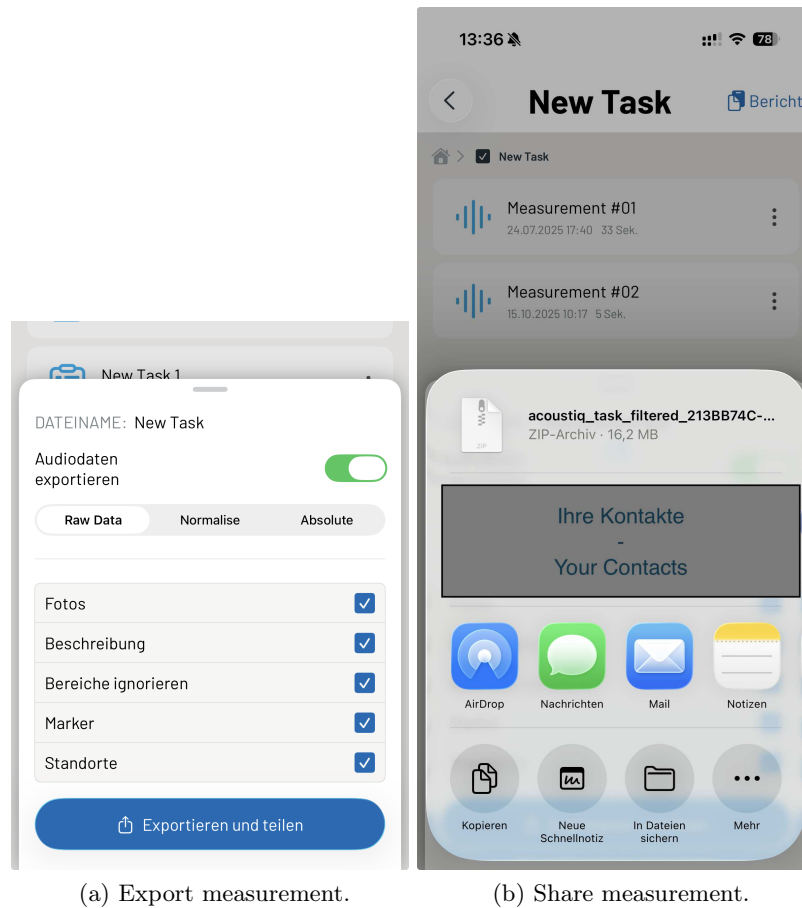 New Task 1
DATEINAME: New Task
Audiodaten
exportieren
Raw Data Normalise Absolute
Fotos
Beschreibung
Bereiche ignorieren
Marker
Standorte
Exportieren und teilen
(a) Export measurement.
13:36 78
New Task Bericht
New Task
Measurement #01
24.07.2025 17:40 33 Sek.
Measurement #02
15.10.2025 10:17 5 Sek.
acoustiq_task_filtered_213BB74C-...
ZIP-Archiv · 16,2 MB
ZIP
Ihre Kontakte
-
Your Contacts
AirDrop Nachrichten Mail Notizen
Kopieren Neue Schnellnotiz In Dateien sichern Mehr
(b) Share measurement.